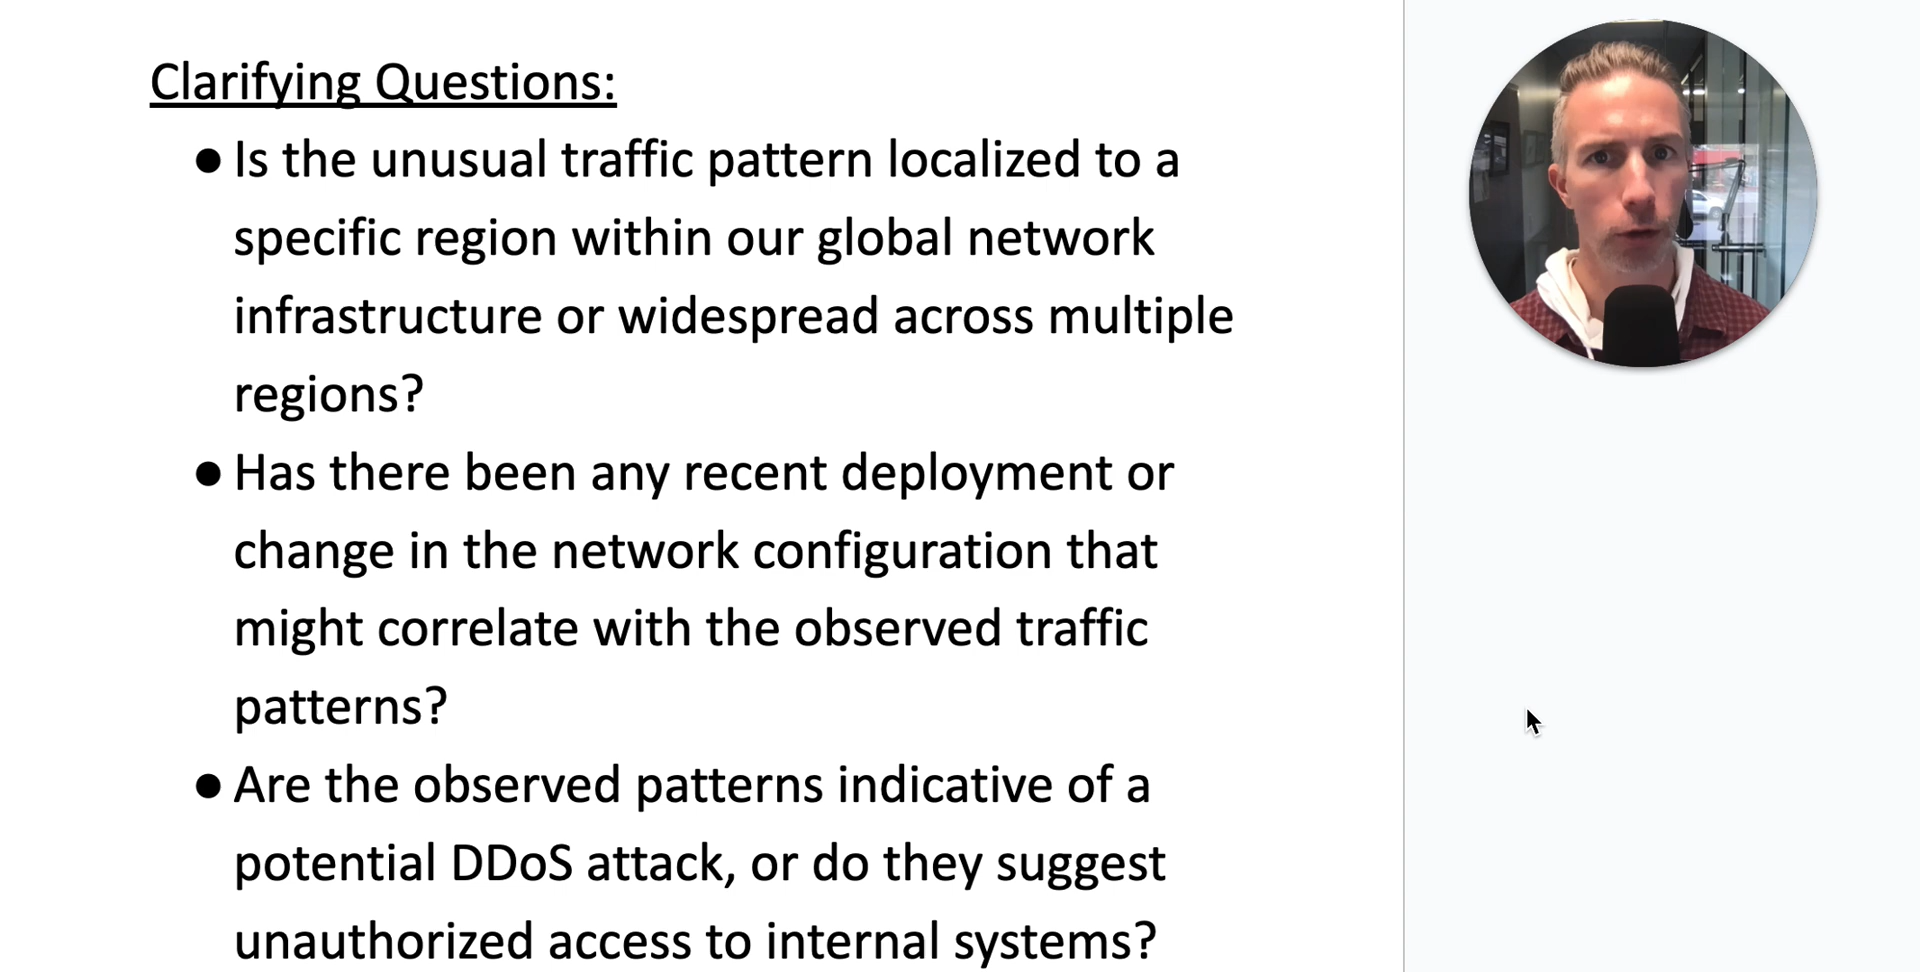 Clarifying Questions:
● Is the unusual traffic pattern localized to a
specific region within our global network
infrastructure or widespread across multiple
regions?
● Has there been any recent deployment or
change in the network configuration that
might correlate with the observed traffic
patterns?
● Are the observed patterns indicative of a
potential DDoS attack, or do they suggest
unauthorized access to internal systems?